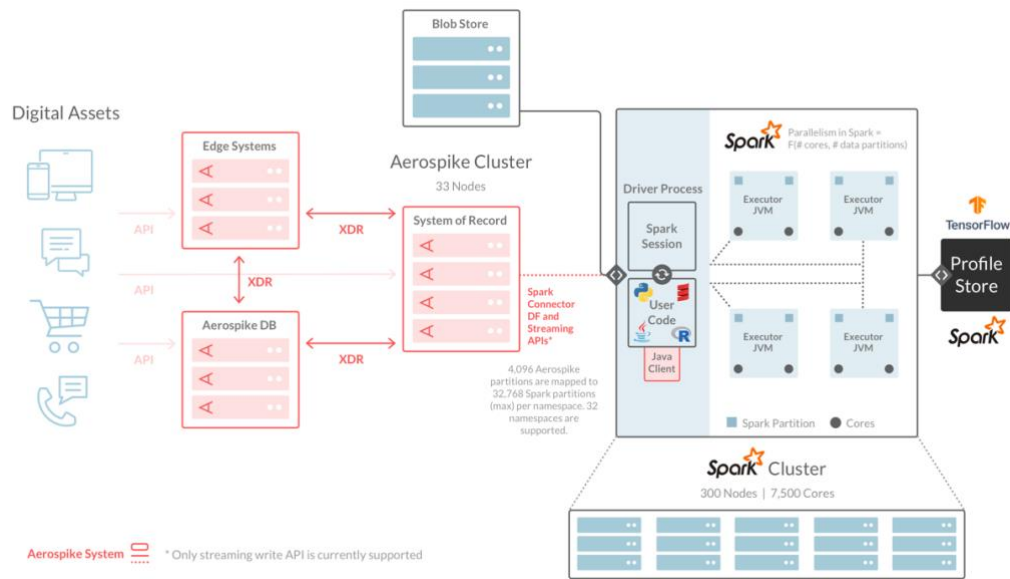 Blob Store
Digital Assets
Edge Systems
Aerospike Cluster
33 Nodes
System of Record
Aerospike DB
API
API
API
XDR
XDR
XDR
Spark
Connector
DF and
Streaming
APIs*
4,096 Aerospike
partitions are mapped to
32,768 Spark partitions
(max) per namespace. 32
namespaces are
supported.
Driver Process
Spark
Session
User
Code
Java
Client
Spark
Parallelism in Spark =
F(# cores, # data partitions)
Executor
JVM
Executor
JVM
Executor
JVM
Executor
JVM
Spark Partition
Cores
TensorFlow
Profile
Store
Spark
Spark Cluster
300 Nodes | 7,500 Cores
Aerospike System
* Only streaming write API is currently supported